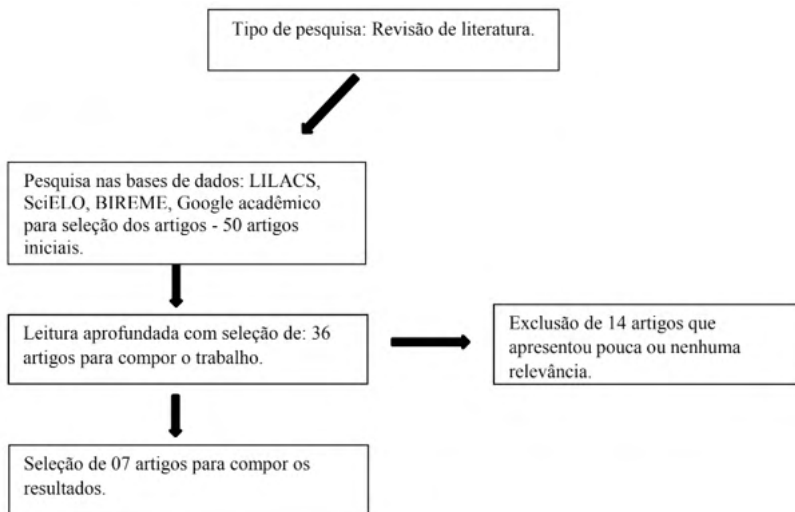 Tipo de pesquisa: Revisão de literatura.
Pesquisa nas bases de dados: LILACS,
SciELO, BIREME, Google acadêmico
para seleção dos artigos - 50 artigos
iniciais.
Leitura aprofundada com seleção de: 36
artigos para compor o trabalho.
Exclusão de 14 artigos que
apresentou pouca ou nenhuma
relevância.
Seleção de 07 artigos para compor os
resultados.